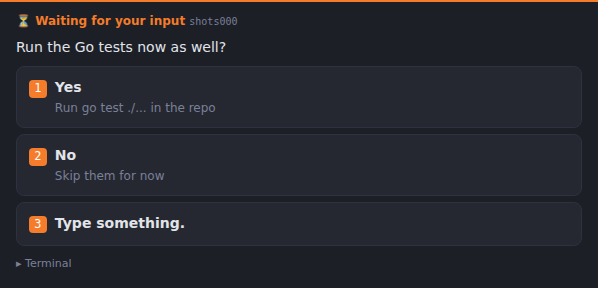 ⏳ Waiting for your input shots000
Run the Go tests now as well?
1 Yes
Run go test ./... in the repo
2 No
Skip them for now
3 Type something.
▸ Terminal